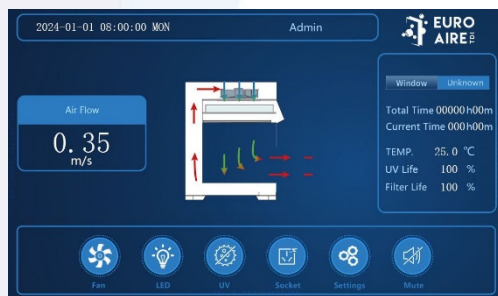 2024-01-01 08:00:00 MON
Admin
EURO
AIRE TDI
Air Flow
0.35
m/s
Window Unknown
Total Time 00000h00m
Current Time 000h00m
TEMP. 25.0 ℃
UV Life 100 %
Filter Life 100 %
Fan
LED
UV
Socket
Settings
Mute